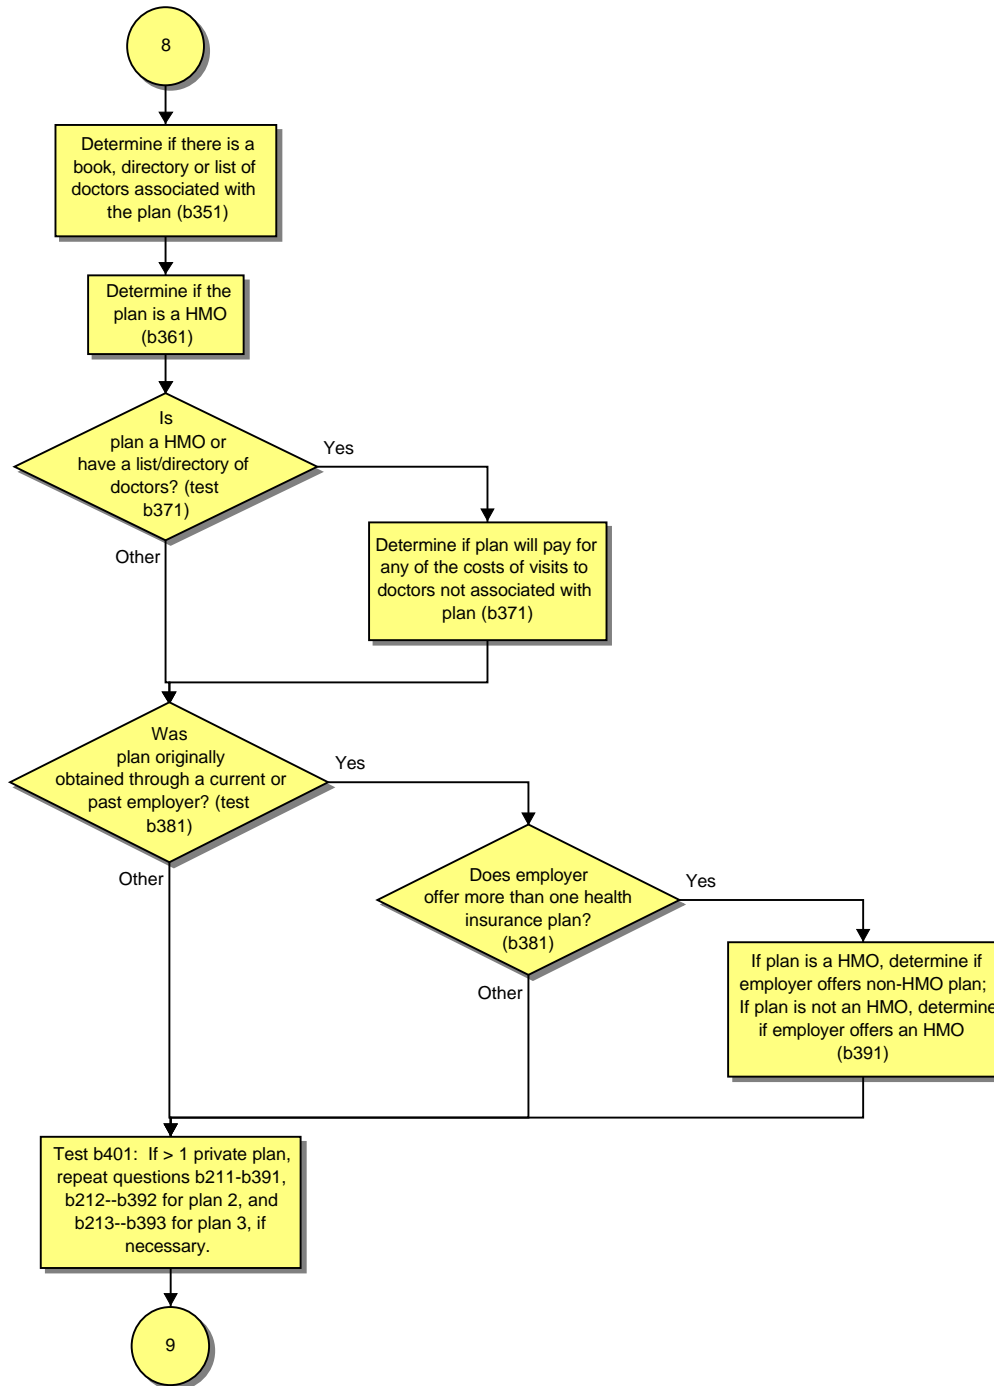 8
Determine if there is a
book, directory or list of
doctors associated with
the plan (b351)
Determine if the
plan is a HMO
(b361)
Is
plan a HMO or
have a list/directory of
doctors? (test
b371)
Yes
Other
Determine if plan will pay for
any of the costs of visits to
doctors not associated with
plan (b371)
Was
plan originally
obtained through a current or
past employer? (test
b381)
Yes
Other
Does employer
offer more than one health
insurance plan?
(b381)
Yes
Other
If plan is a HMO, determine if
employer offers non-HMO plan;
If plan is not an HMO, determine
if employer offers an HMO
(b391)
Test b401:  If > 1 private plan,
repeat questions b211-b391,
b212--b392 for plan 2, and
b213--b393 for plan 3, if
necessary.
9